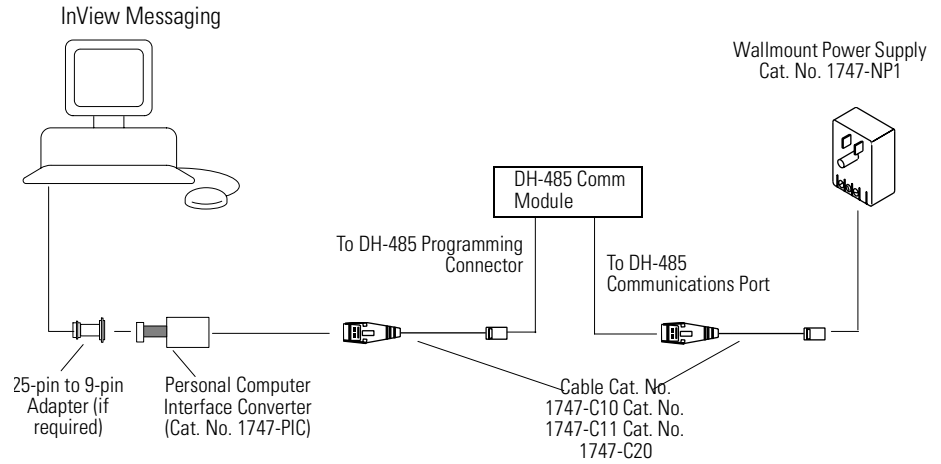 InView Messaging
Wallmount Power Supply
Cat. No. 1747-NP1
DH-485 Comm
Module
To DH-485 Programming
Connector
To DH-485
Communications Port
25-pin to 9-pin
Adapter (if
required)
Personal Computer
Interface Converter
(Cat. No. 1747-PIC)
Cable Cat. No.
1747-C10 Cat. No.
1747-C11 Cat. No.
1747-C20